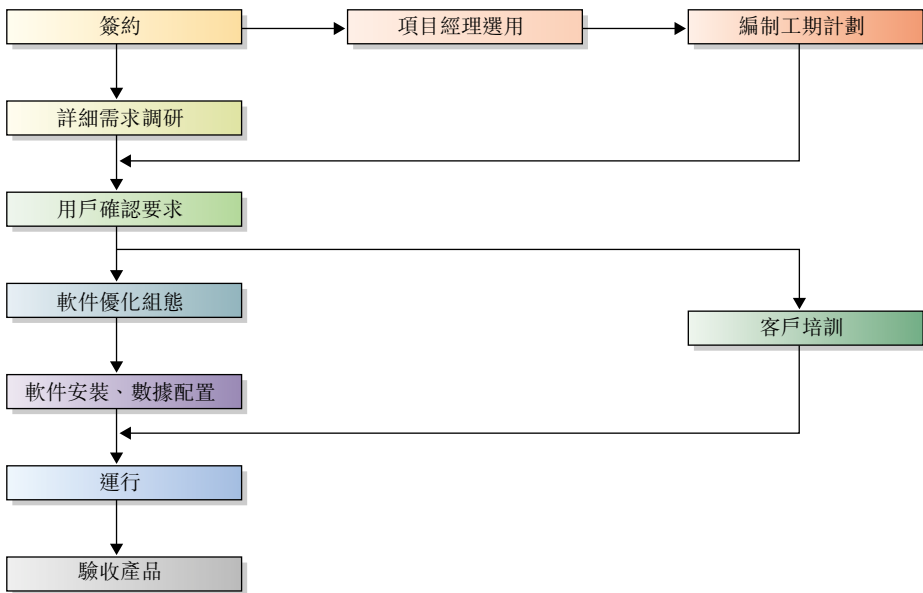 簽約
項目經理選用
編制工期計劃
詳細需求調研
用戶確認要求
軟件優化組態
客戶培訓
軟件安裝、數據配置
運行
驗收產品